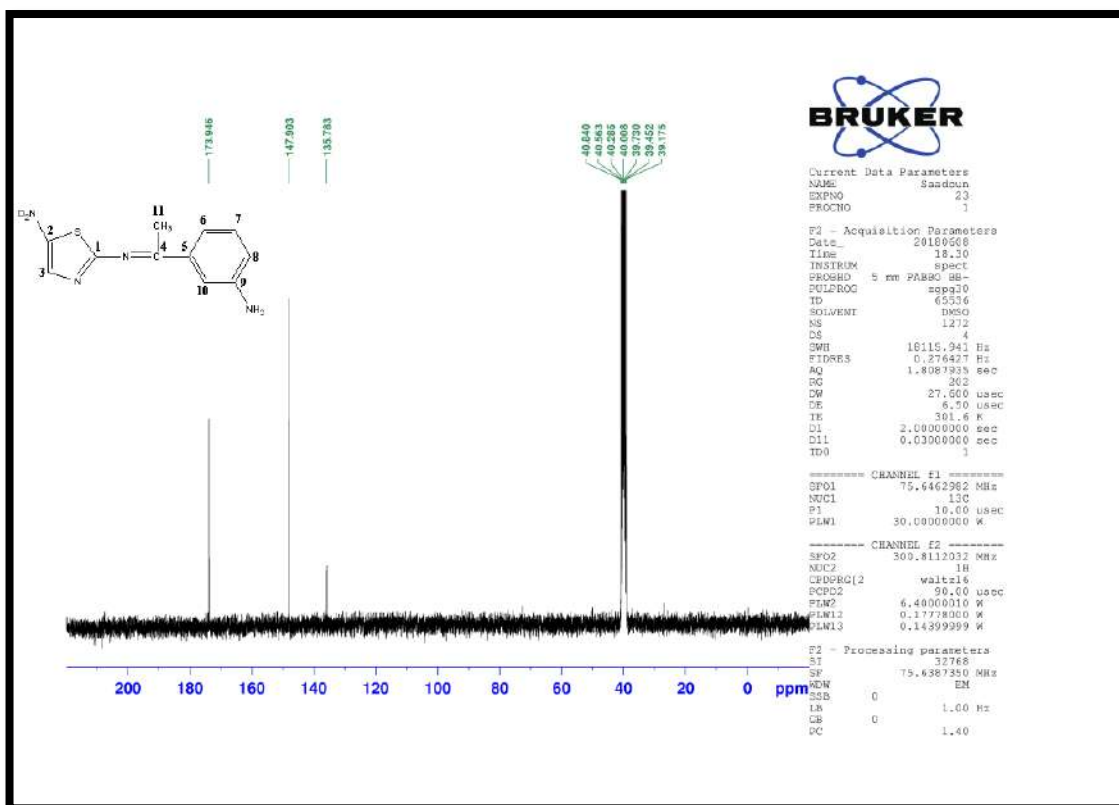 173.946
147.903
135.783
40.840
40.563
40.285
40.008
39.730
39.452
39.175
O₂N
S
N
N
CH₃
NH₂
1
2
3
4
5
6
7
8
9
10
11
200 180 160 140 120 100 80 60 40 20 0 ppm
BRUKER
Current Data Parameters
NAME Saadoun
EXPNO 23
PROCNO 1
F2 - Acquisition Parameters
Date_ 20180608
Time 18.30
INSTRUM spect
PROBHD 5 mm PABBO BB-
PULPROG zgpg30
TD 65536
SOLVENT DMSO
NS 1272
DS 4
SWH 18115.941 Hz
FIDRES 0.276427 Hz
AQ 1.8087935 sec
RG 202
DW 27.600 usec
DE 6.50 usec
TE 301.6 K
D1 2.00000000 sec
D11 0.03000000 sec
TD0 1
======== CHANNEL f1 ========
SFO1 75.6462982 MHz
NUC1 13C
P1 10.00 usec
PLW1 30.00000000 W
======== CHANNEL f2 ========
SFO2 300.8112032 MHz
NUC2 1H
CPDPRG[2 waltz16
PCPD2 90.00 usec
PLW2 6.40000010 W
PLW12 0.17778000 W
PLW13 0.14399999 W
F2 - Processing parameters
SI 32768
SF 75.6387350 MHz
WDW EM
SSB 0
LB 1.00 Hz
GB 0
PC 1.40